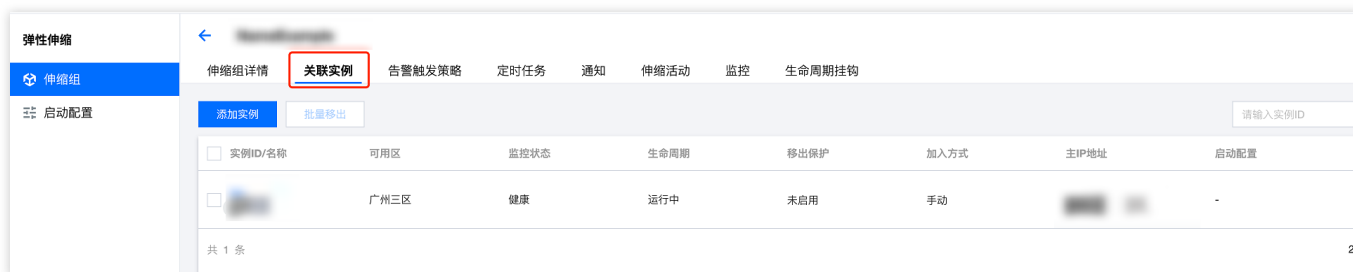 弹性伸缩
伸缩组
启动配置
伸缩组详情 关联实例 告警触发策略 定时任务 通知 伸缩活动 监控 生命周期挂钩
添加实例 批量移出 请输入实例ID
实例ID/名称 可用区 监控状态 生命周期 移出保护 加入方式 主IP地址 启动配置
广州三区 健康 运行中 未启用 手动 -
共 1 条 2